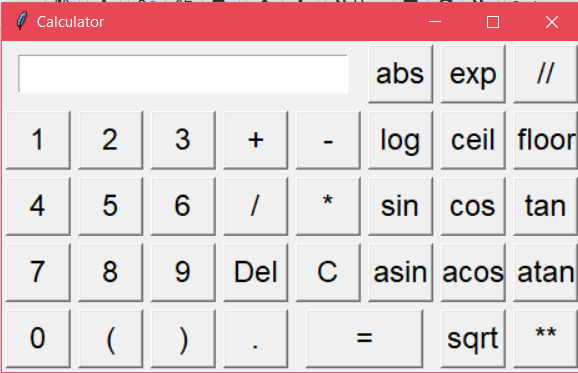 Calculator
abs exp //
1 2 3 + - log ceil floor
4 5 6 / * sin cos tan
7 8 9 Del C asin acos atan
0 ( ) . = sqrt **